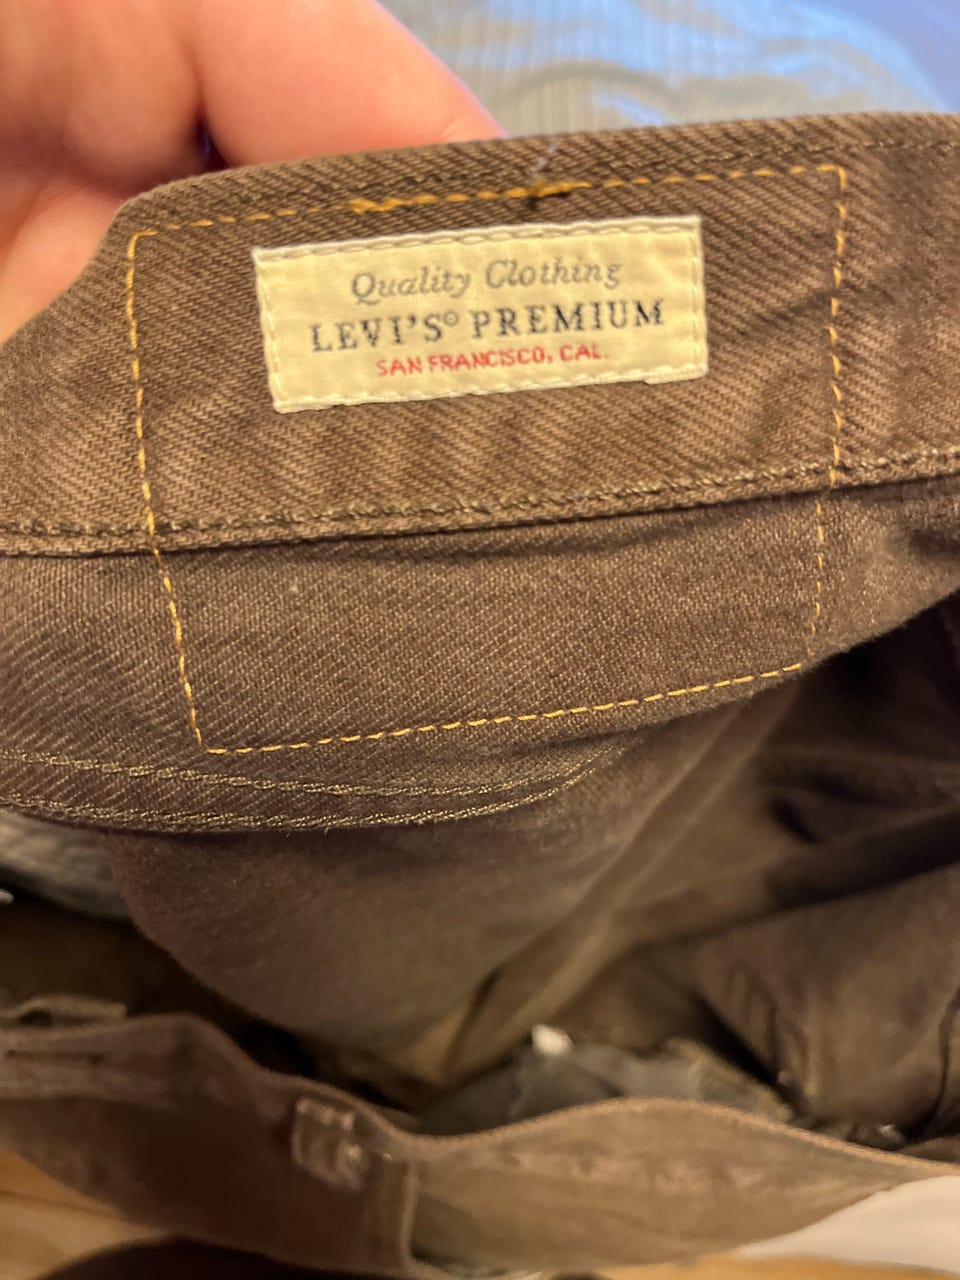 Quality Clothing
LEVI'S® PREMIUM
SAN FRANCISCO, CAL.